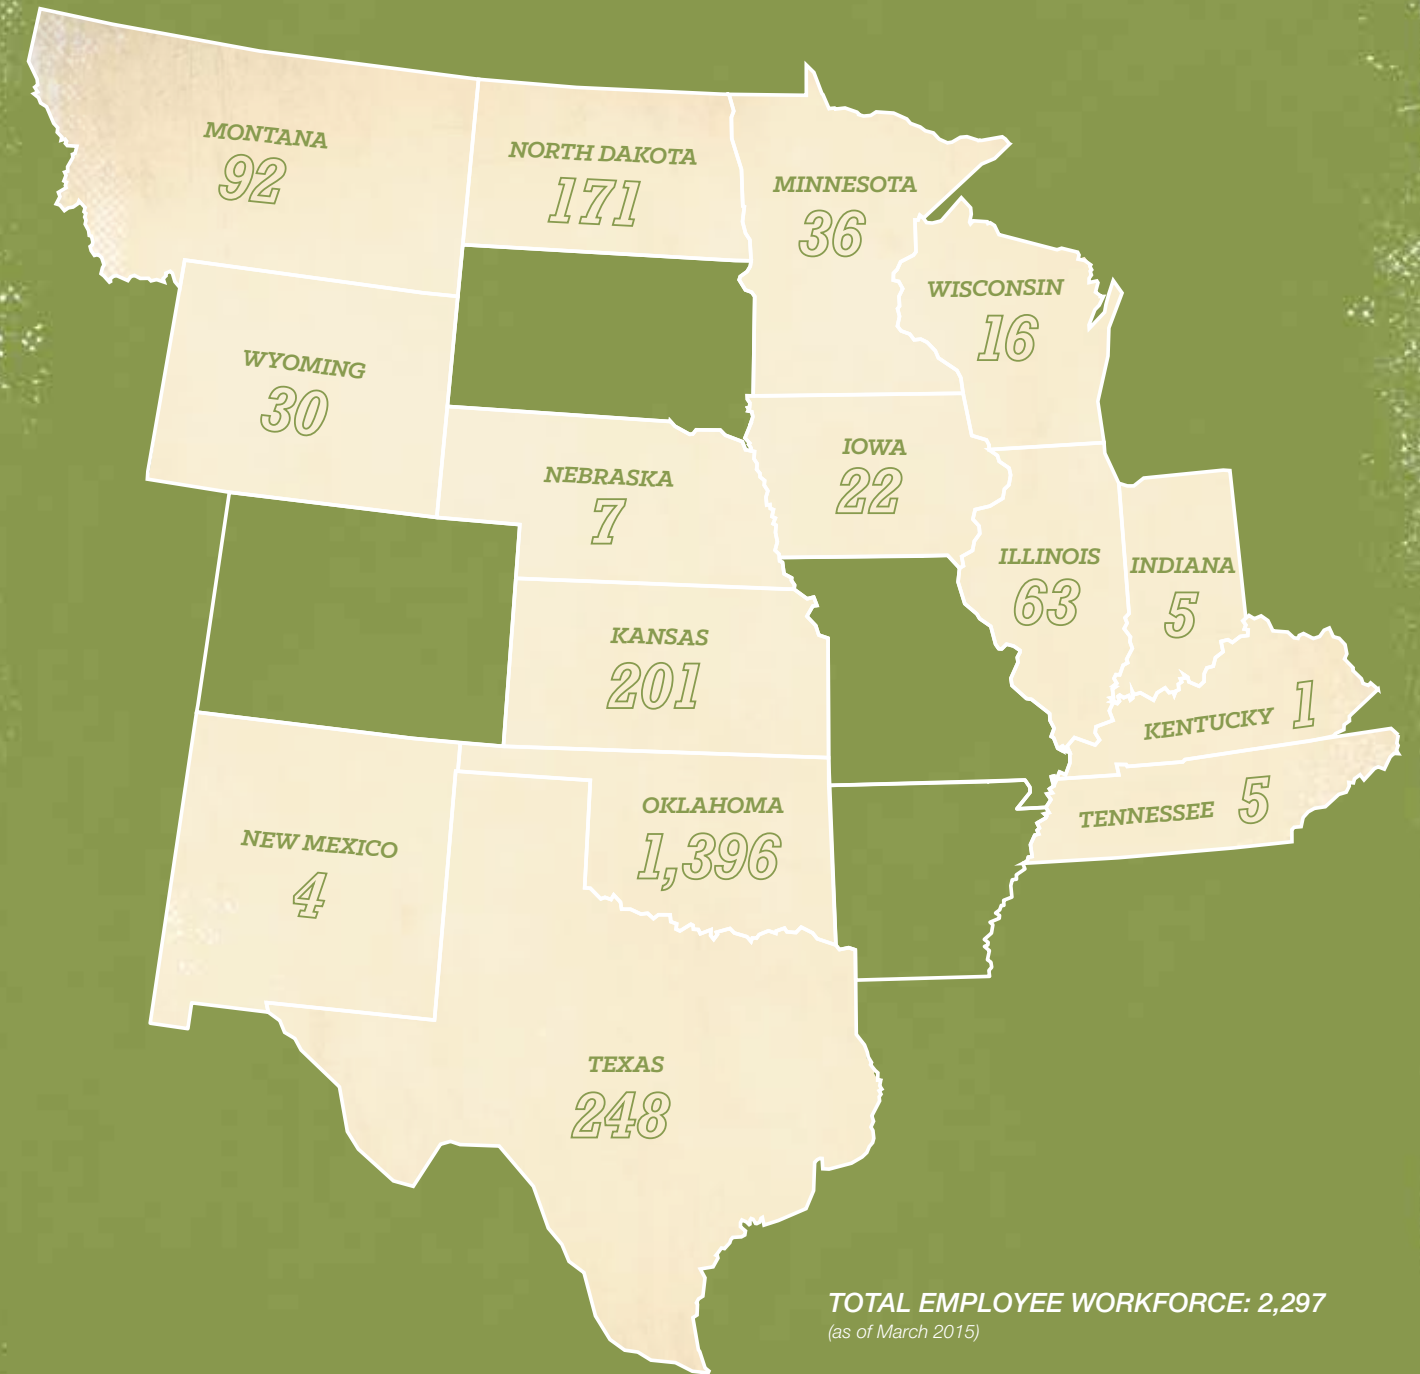 MONTANA
92
NORTH DAKOTA
171
MINNESOTA
36
WISCONSIN
16
WYOMING
30
NEBRASKA
7
IOWA
22
ILLINOIS
63
INDIANA
5
KANSAS
201
KENTUCKY 1
TENNESSEE 5
OKLAHOMA
1,396
NEW MEXICO
4
TEXAS
248
TOTAL EMPLOYEE WORKFORCE: 2,297
(as of March 2015)